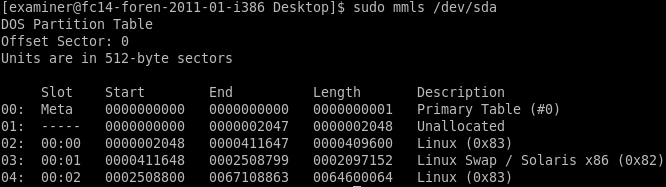 [examiner@fc14-foren-2011-01-i386 Desktop]$ sudo mmls /dev/sda
DOS Partition Table
Offset Sector: 0
Units are in 512-byte sectors
Slot Start End Length Description
00: Meta 0000000000 0000000000 0000000001 Primary Table (#0)
01: ----- 0000000000 0000002047 0000002048 Unallocated
02: 00:00 0000002048 0000411647 0000409600 Linux (0x83)
03: 00:01 0000411648 0002508799 0002097152 Linux Swap / Solaris x86 (0x82)
04: 00:02 0002508800 0067108863 0064600064 Linux (0x83)